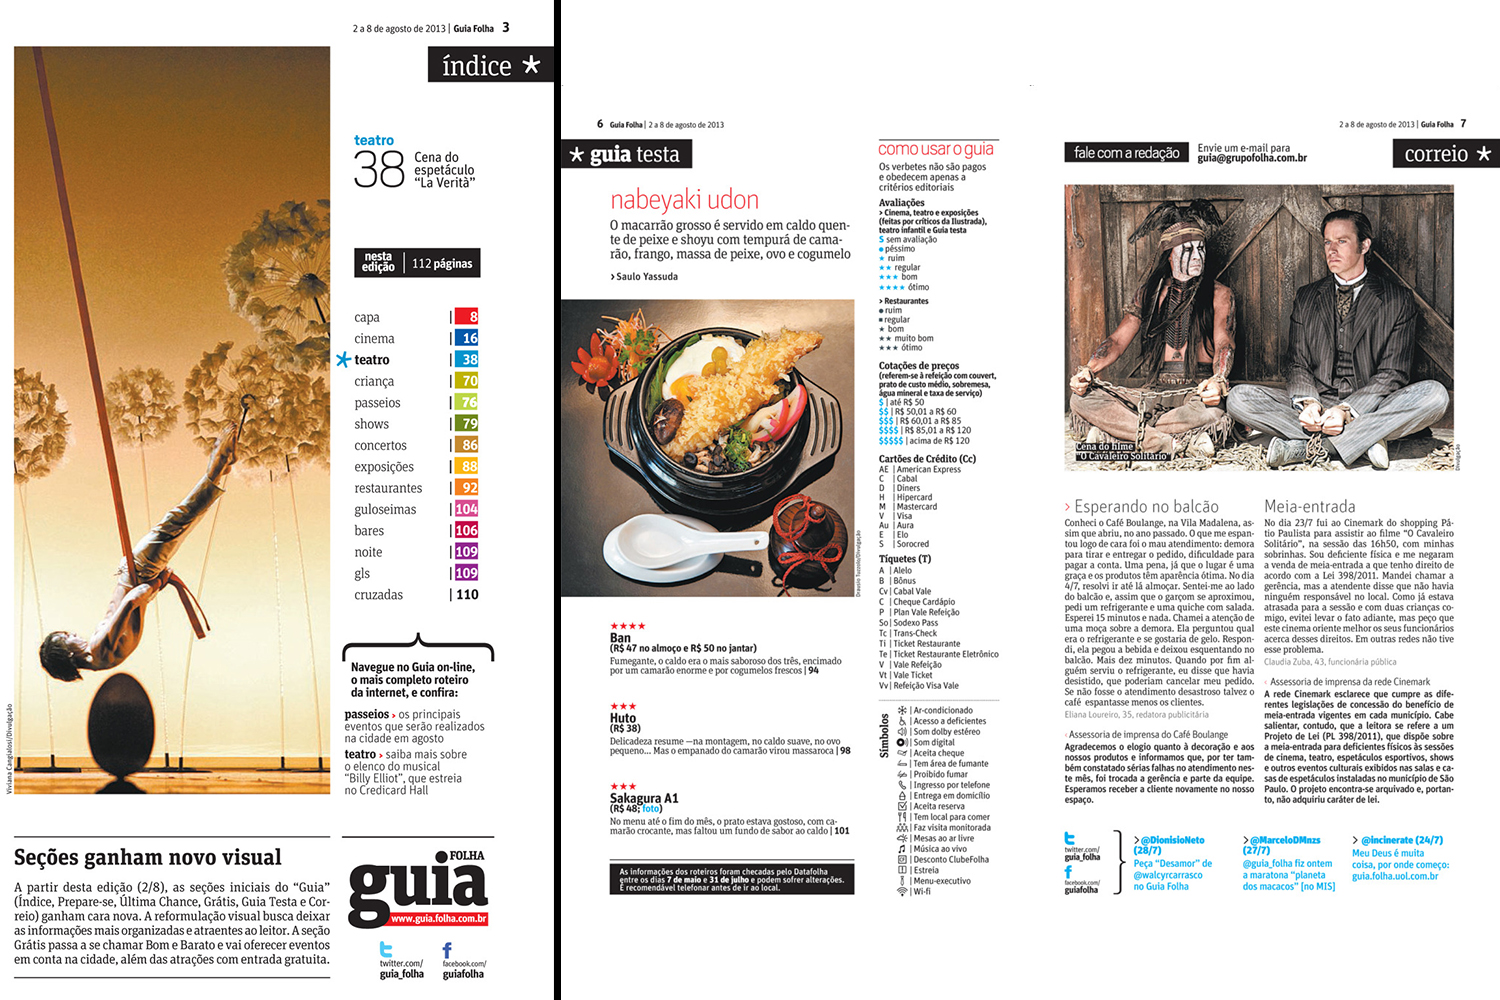 2 a 8 de agosto de 2013 | Guia Folha 3
índice *
teatro
38
Cena do
espetáculo
“La Verità”
nesta
edição | 112 páginas
capa | 8
cinema | 16
teatro | 38
criança | 70
passeios | 76
shows | 79
concertos | 86
exposições | 88
restaurantes | 92
guloseimas | 104
bares | 106
noite | 109
gls | 109
cruzadas | 110
Navegue no Guia on-line,
o mais completo roteiro
da internet, e confira:
passeios > os principais
eventos que serão realizados
na cidade em agosto
teatro > saiba mais sobre
o elenco do musical
“Billy Elliot”, que estreia
no Credicard Hall
Viviana Cangialosi/Divulgação
Seções ganham novo visual
A partir desta edição (2/8), as seções iniciais do “Guia”
(Índice, Prepare-se, Última Chance, Grátis, Guia Testa e Cor-
reio) ganham cara nova. A reformulação visual busca deixar
as informações mais organizadas e atraentes ao leitor. A seção
Grátis passa a se chamar Bom e Barato e vai oferecer eventos
em conta na cidade, além das atrações com entrada gratuita.
FOLHA
guia
www.guia.folha.com.br
twitter.com/
guia_folha
facebook.com/
guiafolha
6 Guia Folha | 2 a 8 de agosto de 2013
* guia testa
nabeyaki udon
O macarrão grosso é servido em caldo quen-
te de peixe e shoyu com tempurá de cama-
rão, frango, massa de peixe, ovo e cogumelo
> Saulo Yassuda
★★★★
Ban
(R$ 47 no almoço e R$ 50 no jantar)
Fumegante, o caldo era o mais saboroso dos três, encimado
por um camarão enorme e por cogumelos frescos | 94
★★★
Huto
(R$ 38)
Delicadeza resume —na montagem, no caldo suave, no ovo
pequeno... Mas o empanado do camarão virou massaroca | 98
★★★
Sakagura A1
(R$ 48; foto)
No menu até o fim do mês, o prato estava gostoso, com ca-
marão crocante, mas faltou um fundo de sabor ao caldo | 101
As informações dos roteiros foram checadas pelo Datafolha
entre os dias 7 de maio e 31 de julho e podem sofrer alterações.
É recomendável telefonar antes de ir ao local.
como usar o guia
Os verbetes não são pagos
e obedecem apenas a
critérios editoriais
Avaliações
> Cinema, teatro e exposições
(feitas por críticos da Ilustrada),
teatro infantil e Guia testa
S sem avaliação
● péssimo
★ ruim
★★ regular
★★★ bom
★★★★ ótimo
> Restaurantes
● ruim
■ regular
★ bom
★★ muito bom
★★★ ótimo
Cotações de preços
(referem-se à refeição com couvert,
prato de custo médio, sobremesa,
água mineral e taxa de serviço)
$ | até R$ 50
$$ | R$ 50,01 a R$ 60
$$$ | R$ 60,01 a R$ 85
$$$$ | R$ 85,01 a R$ 120
$$$$$ | acima de R$ 120
Cartões de Crédito (Cc)
AE | American Express
C | Cabal
D | Diners
H | Hipercard
M | Mastercard
V | Visa
Au | Aura
E | Elo
S | Sorocred
Tíquetes (T)
A | Alelo
B | Bônus
Cv | Cabal Vale
C | Cheque Cardápio
P | Plan Vale Refeição
So | Sodexo Pass
Tc | Trans-Check
Ti | Ticket Restaurante
Te | Ticket Restaurante Eletrônico
V | Vale Refeição
Vt | Vale Ticket
Vv | Refeição Visa Vale
Símbolos
| Ar-condicionado
| Acesso a deficientes
| Som dolby estéreo
| Som digital
| Aceita cheque
| Tem área de fumante
| Proibido fumar
| Ingresso por telefone
| Entrega em domicílio
| Aceita reserva
| Tem local para comer
| Faz visita monitorada
| Mesas ao ar livre
| Música ao vivo
| Desconto ClubeFolha
| Estreia
| Menu-executivo
| Wi-fi
2 a 8 de agosto de 2013 | Guia Folha 7
fale com a redação
Envie um e-mail para
guia@grupofolha.com.br
correio *
Cena do filme
“O Cavaleiro Solitário”
Divulgação
> Esperando no balcão
Conheci o Café Boulange, na Vila Madalena, as-
sim que abriu, no ano passado. O que me espan-
tou logo de cara foi o mau atendimento: demora
para tirar e entregar o pedido, dificuldade para
pagar a conta. Uma pena, já que o lugar é uma
graça e os produtos têm aparência ótima. No dia
4/7, resolvi ir até lá almoçar. Sentei-me ao lado
do balcão e, assim que o garçom se aproximou,
pedi um refrigerante e uma quiche com salada.
Esperei 15 minutos e nada. Chamei a atenção de
uma moça sobre a demora. Ela perguntou qual
era o refrigerante e se gostaria de gelo. Respon-
di, ela pegou a bebida e deixou esquentando no
balcão. Mais dez minutos. Quando por fim al-
guém serviu o refrigerante, eu disse que havia
desistido, que poderiam cancelar meu pedido.
Se não fosse o atendimento desastroso talvez o
café espantasse menos os clientes.
Eliana Loureiro, 35, redatora publicitária
Assessoria de imprensa do Café Boulange
Agradecemos o elogio quanto à decoração e aos
nossos produtos e informamos que, por ter tam-
bém constatado sérias falhas no atendimento nes-
te mês, foi trocada a gerência e parte da equipe.
Esperamos receber a cliente novamente no nosso
espaço.
Meia-entrada
No dia 23/7 fui ao Cinemark do shopping Pá-
tio Paulista para assistir ao filme “O Cavaleiro
Solitário”, na sessão das 16h50, com minhas
sobrinhas. Sou deficiente física e me negaram
a venda de meia-entrada a que tenho direito de
acordo com a Lei 398/2011. Mandei chamar a
gerência, mas a atendente disse que não havia
ninguém responsável no local. Como já estava
atrasada para a sessão e com duas crianças co-
migo, evitei levar o fato adiante, mas peço que
este cinema oriente melhor os seus funcionários
acerca desses direitos. Em outras redes não tive
esse problema.
Claudia Zuba, 43, funcionária pública
‹ Assessoria de imprensa da rede Cinemark
A rede Cinemark esclarece que cumpre as dife-
rentes legislações de concessão do benefício de
meia-entrada vigentes em cada município. Cabe
salientar, contudo, que a leitora se refere a um
Projeto de Lei (PL 398/2011), que dispõe sobre
a meia-entrada para deficientes físicos às sessões
de cinema, teatro, espetáculos esportivos, shows
e outros eventos culturais exibidos nas salas e ca-
sas de espetáculos instaladas no município de São
Paulo. O projeto encontra-se arquivado e, portan-
to, não adquiriu caráter de lei.
twitter.com/
guia_folha
facebook.com/
guiafolha
> @DionisioNeto
(28/7)
Peça “Desamor” de
@walcyrcarrasco
no Guia Folha
> @MarceloDMnzs
(27/7)
@guia_folha fiz ontem
a maratona “planeta
dos macacos” [no MIS]
> @incinerate (24/7)
Meu Deus é muita
coisa, por onde começo:
guia.folha.uol.com.br